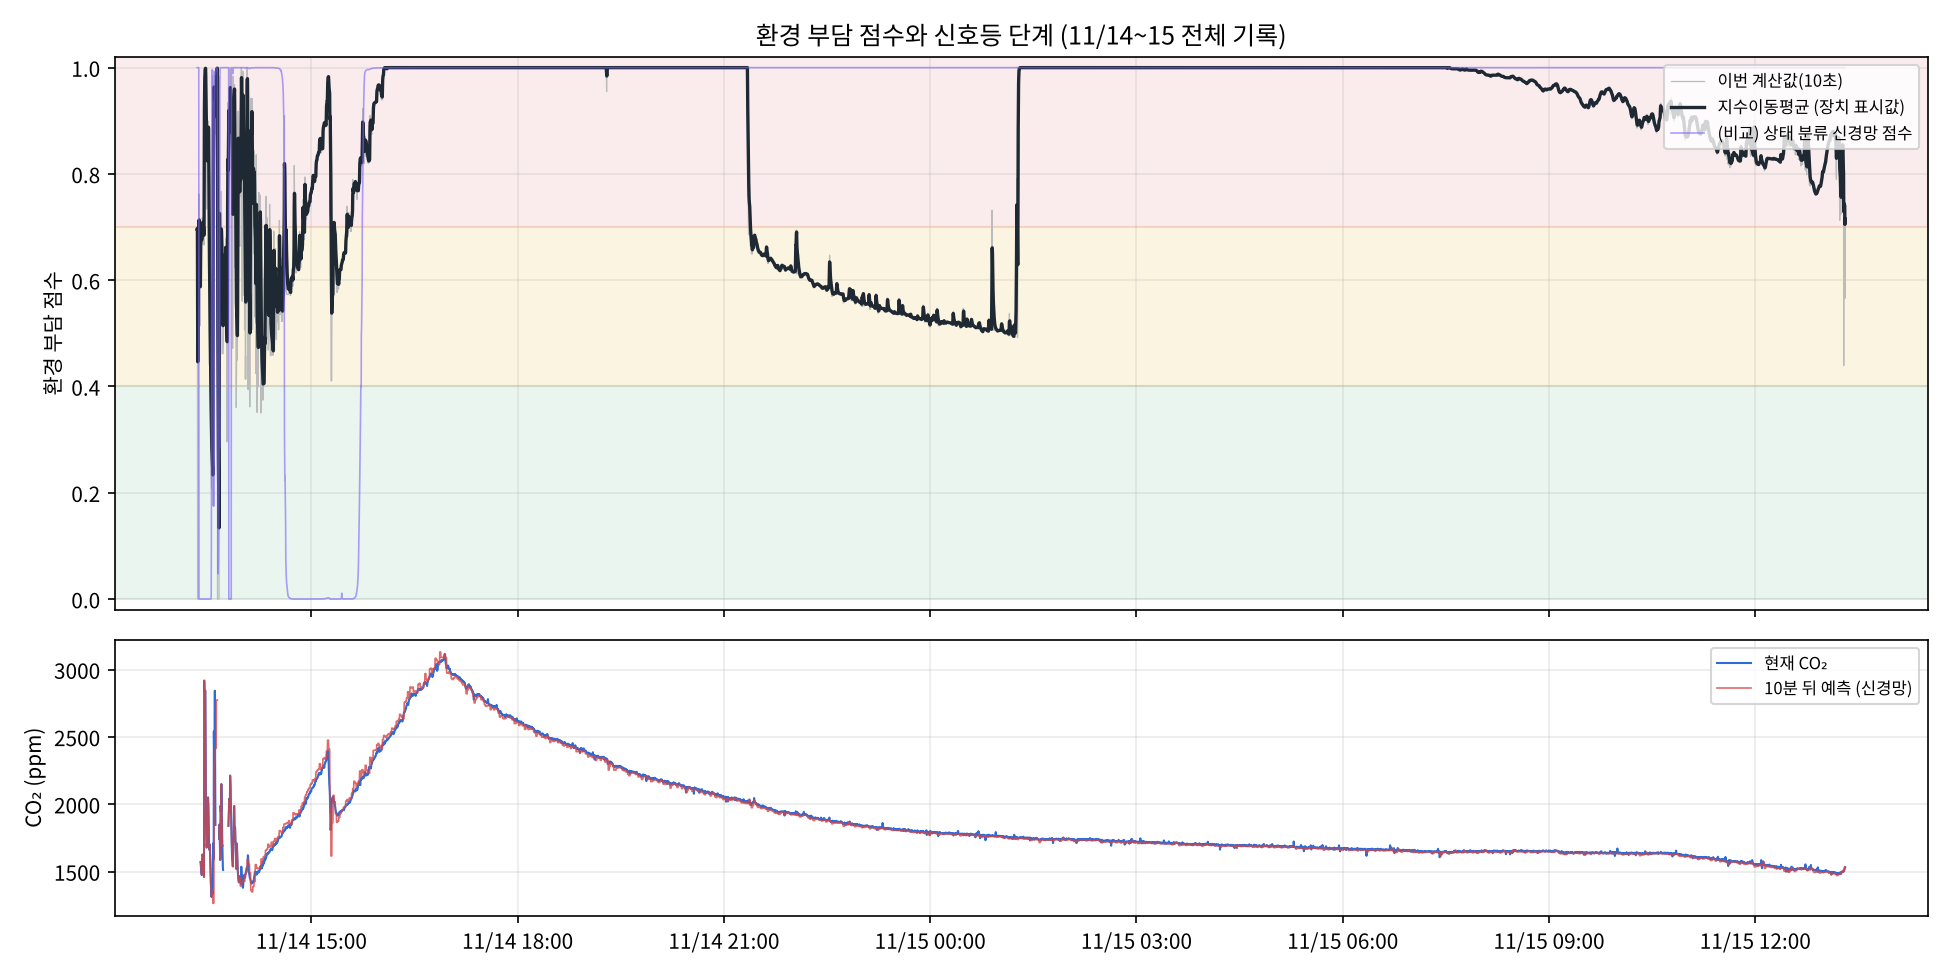 환경 부담 점수와 신호등 단계 (11/14~15 전체 기록)
환경 부담 점수
1.0
0.8
0.6
0.4
0.2
0.0
이번 계산값(10초)
지수이동평균 (장치 표시값)
(비교) 상태 분류 신경망 점수
CO₂ (ppm)
3000
2500
2000
1500
현재 CO₂
10분 뒤 예측 (신경망)
11/14 15:00
11/14 18:00
11/14 21:00
11/15 00:00
11/15 03:00
11/15 06:00
11/15 09:00
11/15 12:00